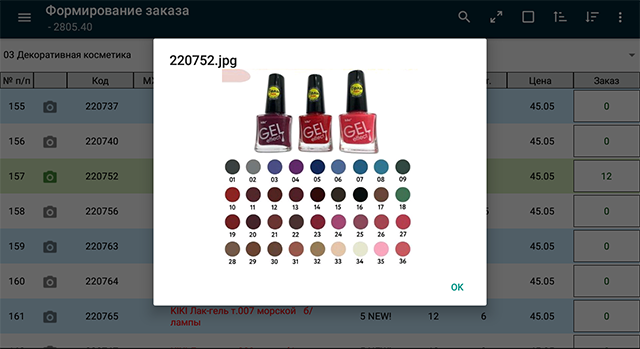 Формирование заказа
- 2805.40
03 Декоративная косметика
№ п/п Код Цена Заказ
220752.jpg
GEL GEL GEL
effect effect effect
01 02 03 04 05 06 07 08 09
10 11 12 13 14 15 16 17 18
19 20 21 22 23 24 25 26 27
28 29 30 31 32 33 34 35 36
OK
155 220737 45.05 0
156 220740 45.05 0
157 220752 45.05 12
158 220756 45.05 0
159 220763 45.05 0
160 220764 45.05 0
161 220765 KIKI Лак-гель т.007 морской б/ 5 NEW! 12 6 45.05 0
лампы